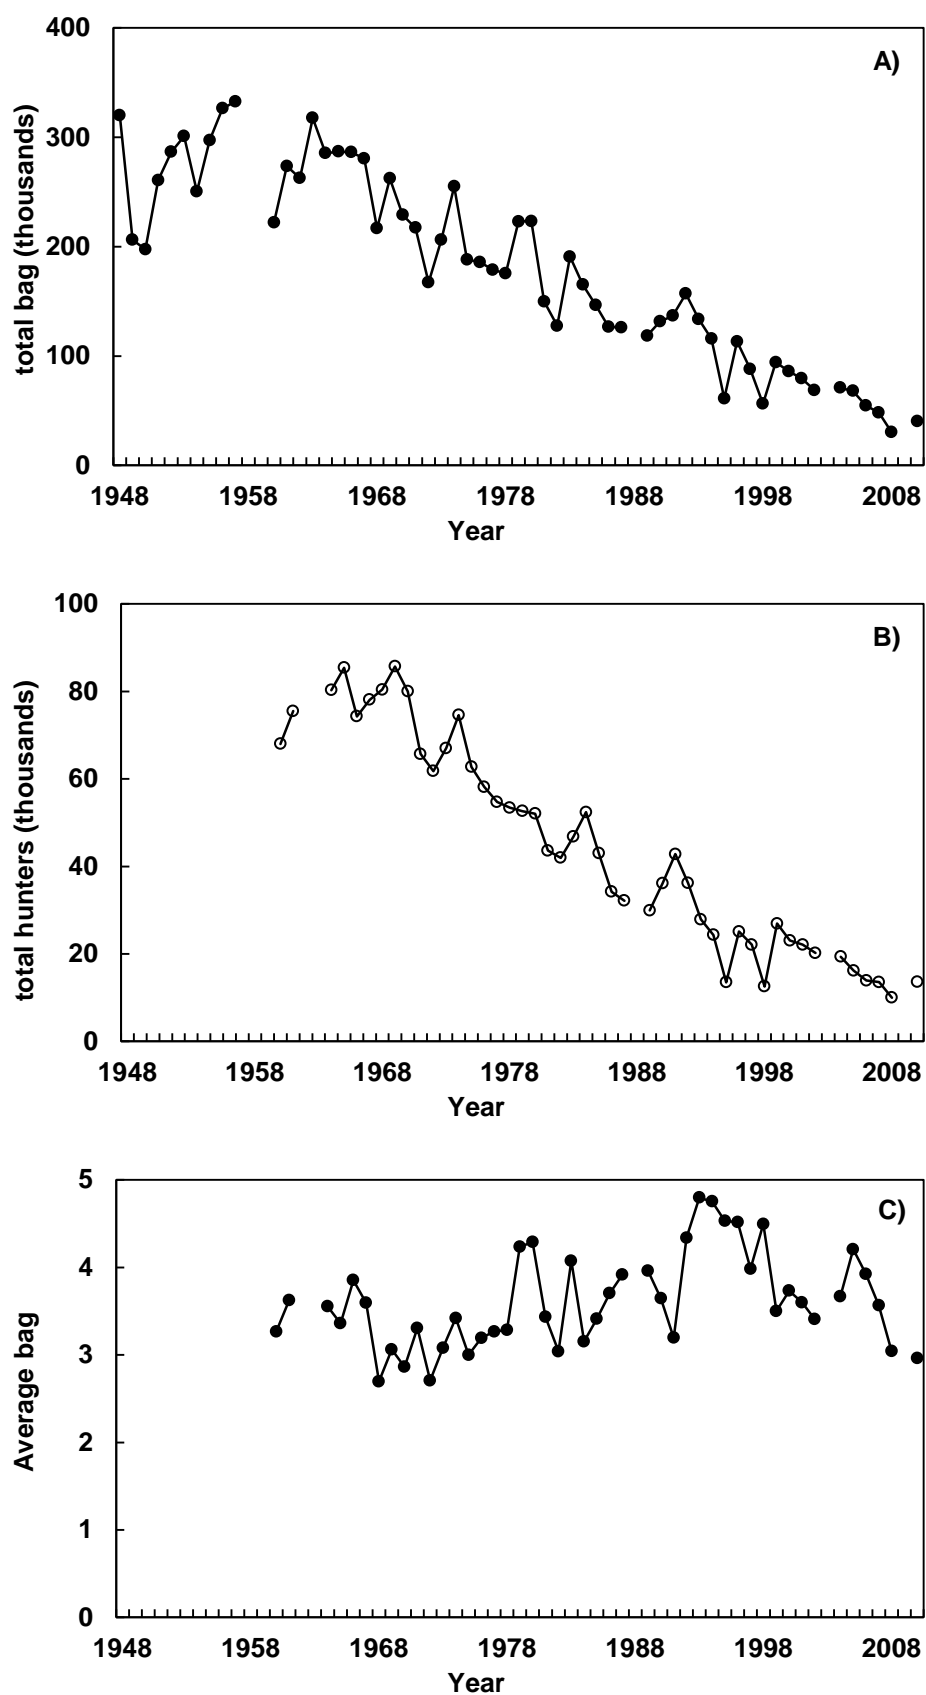 400
A)
300
200
100
0
total bag (thousands)
1948 1958 1968 1978 1988 1998 2008
Year
100
B)
80
60
40
20
0
total hunters (thousands)
1948 1958 1968 1978 1988 1998 2008
Year
5
C)
4
3
2
1
0
Average bag
1948 1958 1968 1978 1988 1998 2008
Year